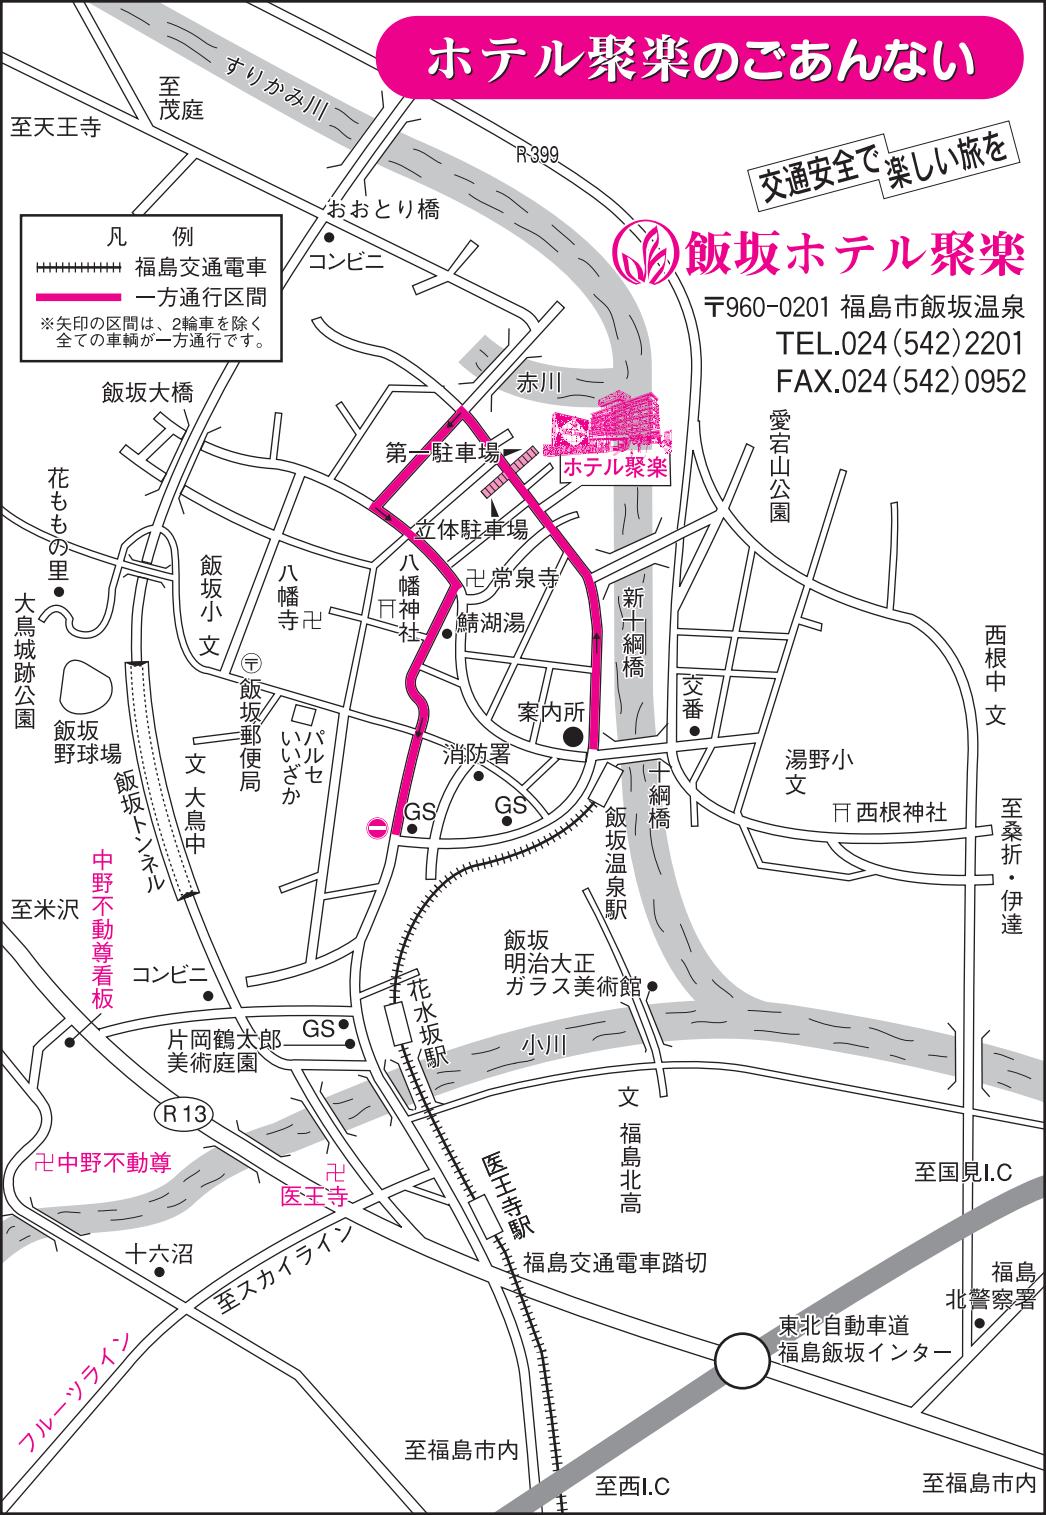 ホテル聚楽のごあんない
交通安全で
楽しい旅を
飯坂ホテル聚楽
〒960-0201 福島市飯坂温泉
TEL.024(542)2201
FAX.024(542)0952
凡 例
福島交通電車
一方通行区間
※矢印の区間は、2輪車を除く
全ての車輌が一方通行です。
至天王寺
至
茂庭
すりかみ川
R399
おおとり橋
コンビニ
飯坂大橋
赤川
第一駐車場
ホテル聚楽
立体駐車場
愛宕山公園
花ももの里
大鳥城跡公園
飯坂小 文
八幡寺
卍
八幡神社
卍常泉寺
鯖湖湯
新十綱橋
西根中 文
飯坂
野球場
〒
飯坂郵便局
パルセ
いいざか
案内所
交番
消防署
湯野小
文
西根神社
文 大鳥中
飯坂トンネル
GS
GS
十綱橋
飯坂温泉駅
至桑折・伊達
中野不動尊看板
至米沢
コンビニ
飯坂
明治大正
ガラス美術館
花水坂駅
GS
片岡鶴太郎
美術庭園
小川
R13
文 福島北高
卍中野不動尊
卍
医王寺
医王寺駅
至国見I.C
十六沼
至スカイライン
福島交通電車踏切
福島
北警察署
東北自動車道
福島飯坂インター
フルーツライン
至福島市内
至西I.C
至福島市内